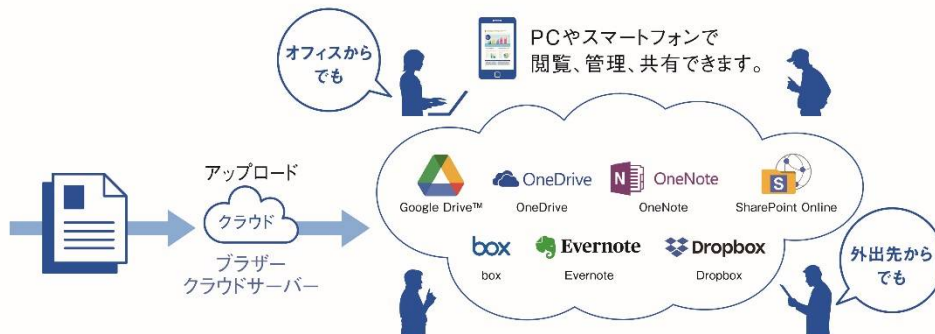 オフィスから
でも
PCやスマートフォンで
閲覧、管理、共有できます。
アップロード
クラウド
ブラザー
クラウドサーバー
Google Drive™
OneDrive
OneDrive
N OneNote
OneNote
S
SharePoint Online
box
box
Evernote
Evernote
Dropbox
Dropbox
外出先から
でも